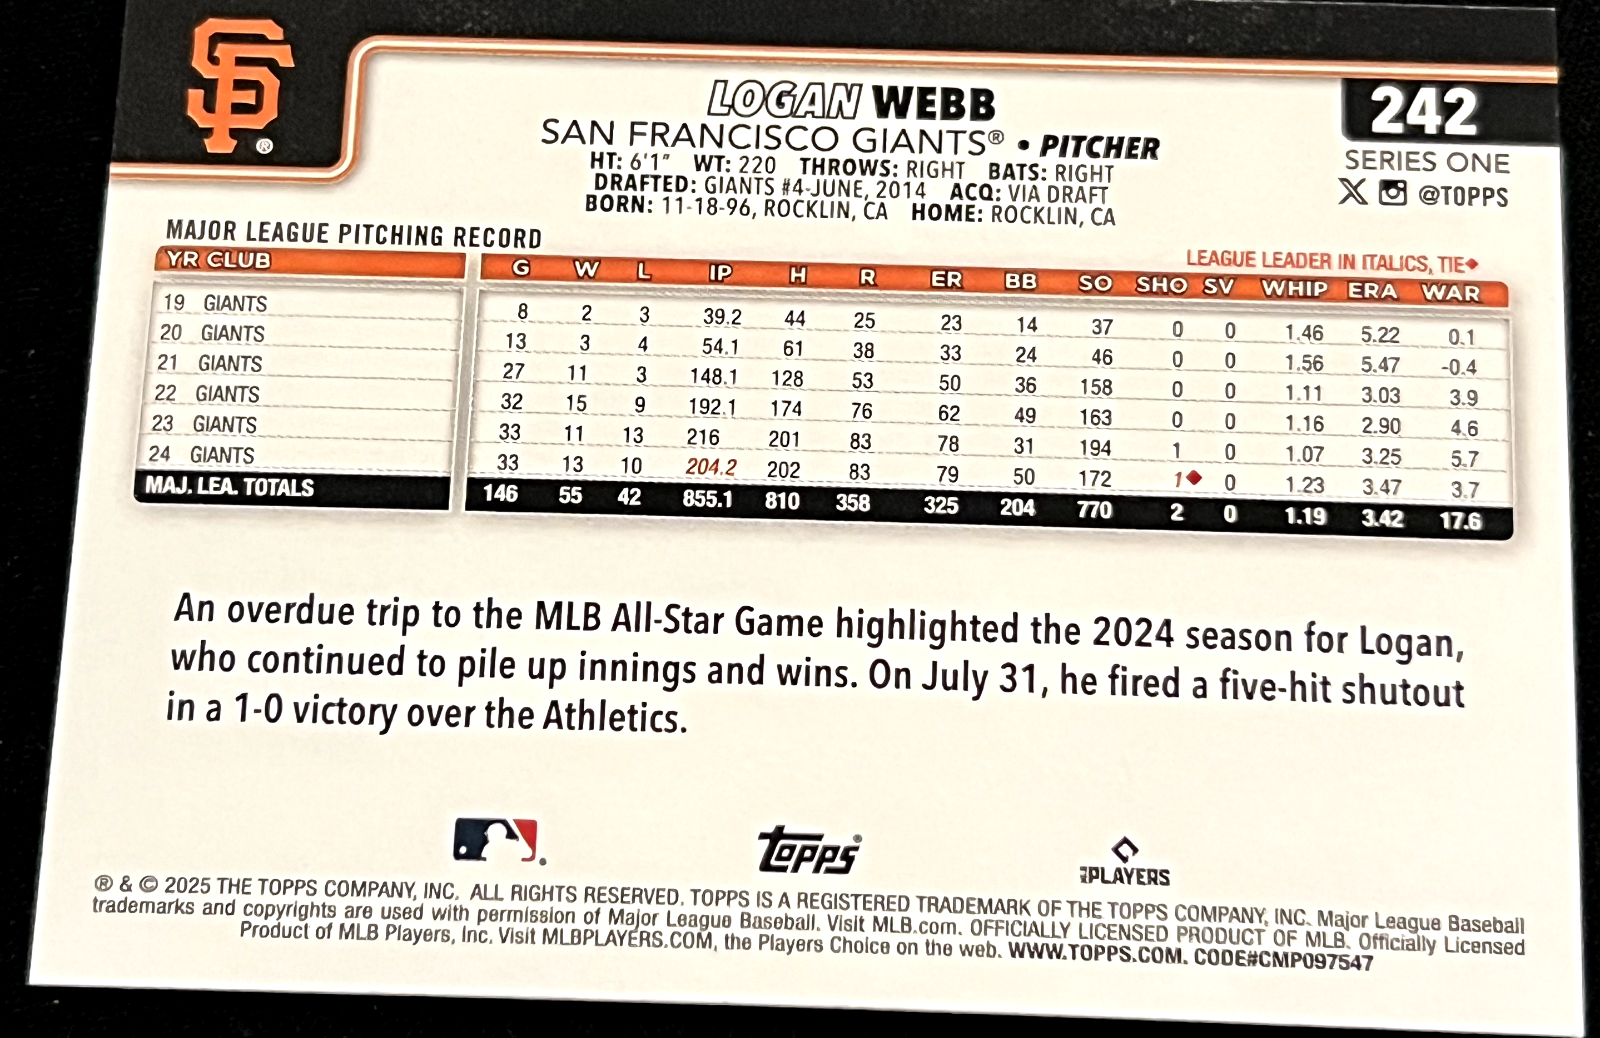 SF ®
LOGAN WEBB
242
SAN FRANCISCO GIANTS® • PITCHER
SERIES ONE
HT: 6'1" WT: 220 THROWS: RIGHT BATS: RIGHT
@TOPPS
DRAFTED: GIANTS #4-JUNE, 2014 ACQ: VIA DRAFT
BORN: 11-18-96, ROCKLIN, CA HOME: ROCKLIN, CA
MAJOR LEAGUE PITCHING RECORD
LEAGUE LEADER IN ITALICS, TIE♦
YR CLUB G W L IP H R ER BB SO SHO SV WHIP ERA WAR
19 GIANTS 8 2 3 39.2 44 25 23 14 37 0 0 1.46 5.22 0.1
20 GIANTS 13 3 4 54.1 61 38 33 24 46 0 0 1.56 5.47 -0.4
21 GIANTS 27 11 3 148.1 128 53 50 36 158 0 0 1.11 3.03 3.9
22 GIANTS 32 15 9 192.1 174 76 62 49 163 0 0 1.16 2.90 4.6
23 GIANTS 33 11 13 216 201 83 78 31 194 1 0 1.07 3.25 5.7
24 GIANTS 33 13 10 204.2 202 83 79 50 172 1♦ 0 1.23 3.47 3.7
MAJ. LEA. TOTALS 146 55 42 855.1 810 358 325 204 770 2 0 1.19 3.42 17.6
An overdue trip to the MLB All-Star Game highlighted the 2024 season for Logan,
who continued to pile up innings and wins. On July 31, he fired a five-hit shutout
in a 1-0 victory over the Athletics.
topps®
PLAYERS
® & © 2025 THE TOPPS COMPANY, INC. ALL RIGHTS RESERVED. TOPPS IS A REGISTERED TRADEMARK OF THE TOPPS COMPANY, INC. Major League Baseball
trademarks and copyrights are used with permission of Major League Baseball. Visit MLB.com. OFFICIALLY LICENSED PRODUCT OF MLB. Officially Licensed
Product of MLB Players, Inc. Visit MLBPLAYERS.COM, the Players Choice on the web. WWW.TOPPS.COM. CODE#CMP097547